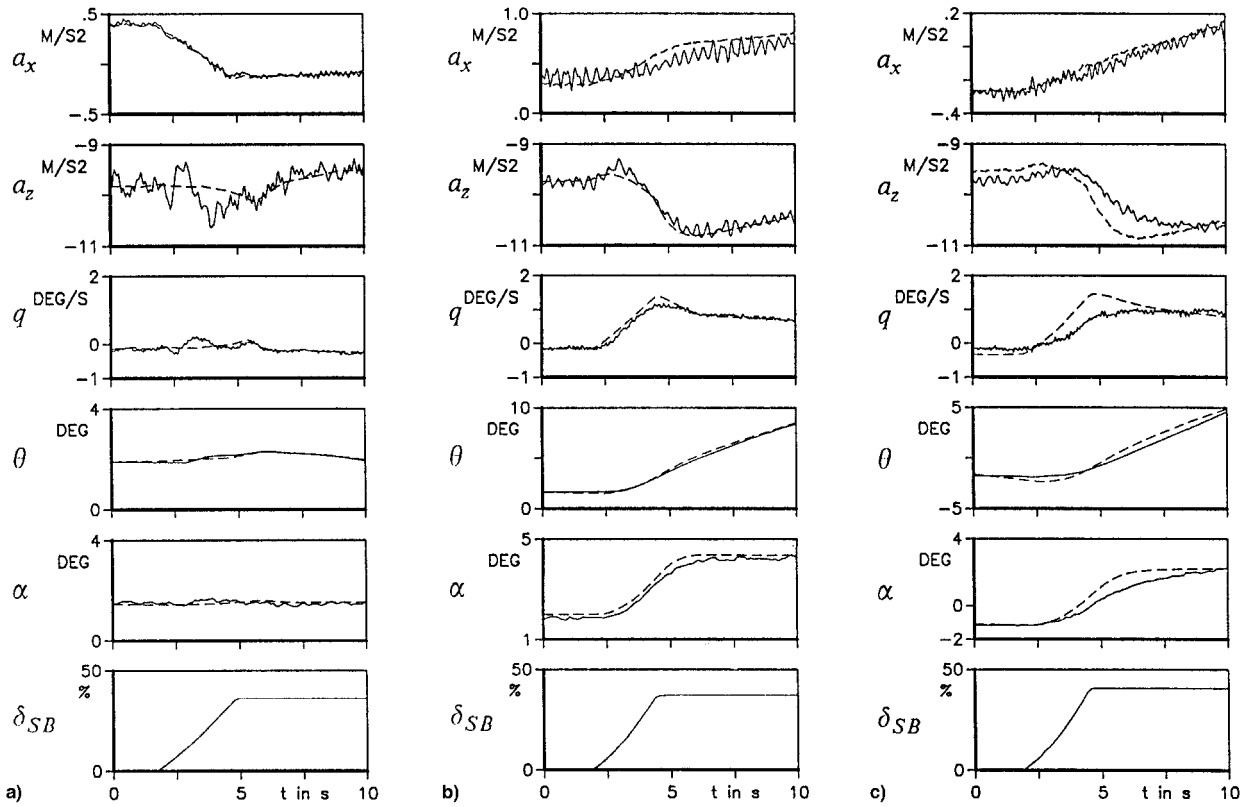 .5 M/S2 a_x -.5
1.0 M/S2 a_x .0
.2 M/S2 a_x -.4
-9 M/S2 a_z -11
-9 M/S2 a_z -11
-9 M/S2 a_z -11
2 DEG/S q 0 -1
2 DEG/S q 0 -1
2 DEG/S q 0 -1
4 DEG θ 0
10 DEG θ 0
5 DEG θ -5
4 DEG α 0
5 DEG α 1
4 DEG α 0 -2
50 % δ_SB 0
50 % δ_SB 0
50 % δ_SB 0
a) 0 5 t in s 10
b) 0 5 t in s 10
c) 0 5 t in s 10